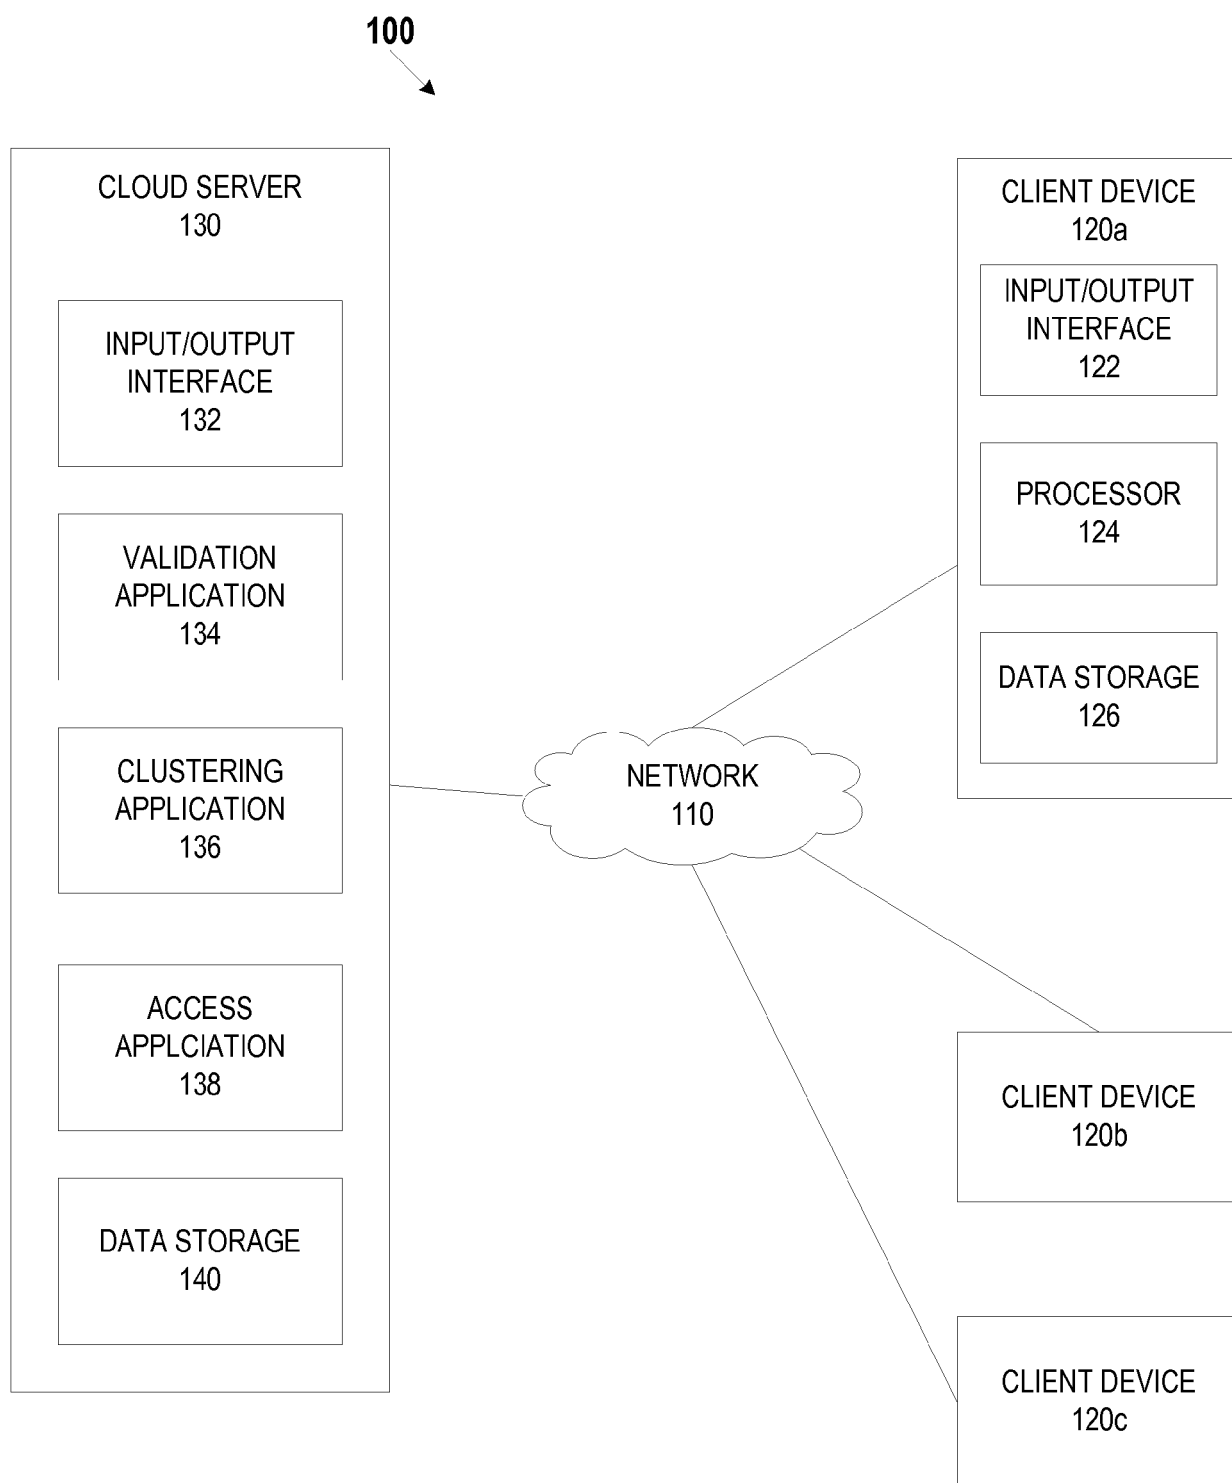 100
CLOUD SERVER
130
INPUT/OUTPUT
INTERFACE
132
VALIDATION
APPLICATION
134
CLUSTERING
APPLICATION
136
ACCESS
APPLCIATION
138
DATA STORAGE
140
NETWORK
110
CLIENT DEVICE
120a
INPUT/OUTPUT
INTERFACE
122
PROCESSOR
124
DATA STORAGE
126
CLIENT DEVICE
120b
CLIENT DEVICE
120c